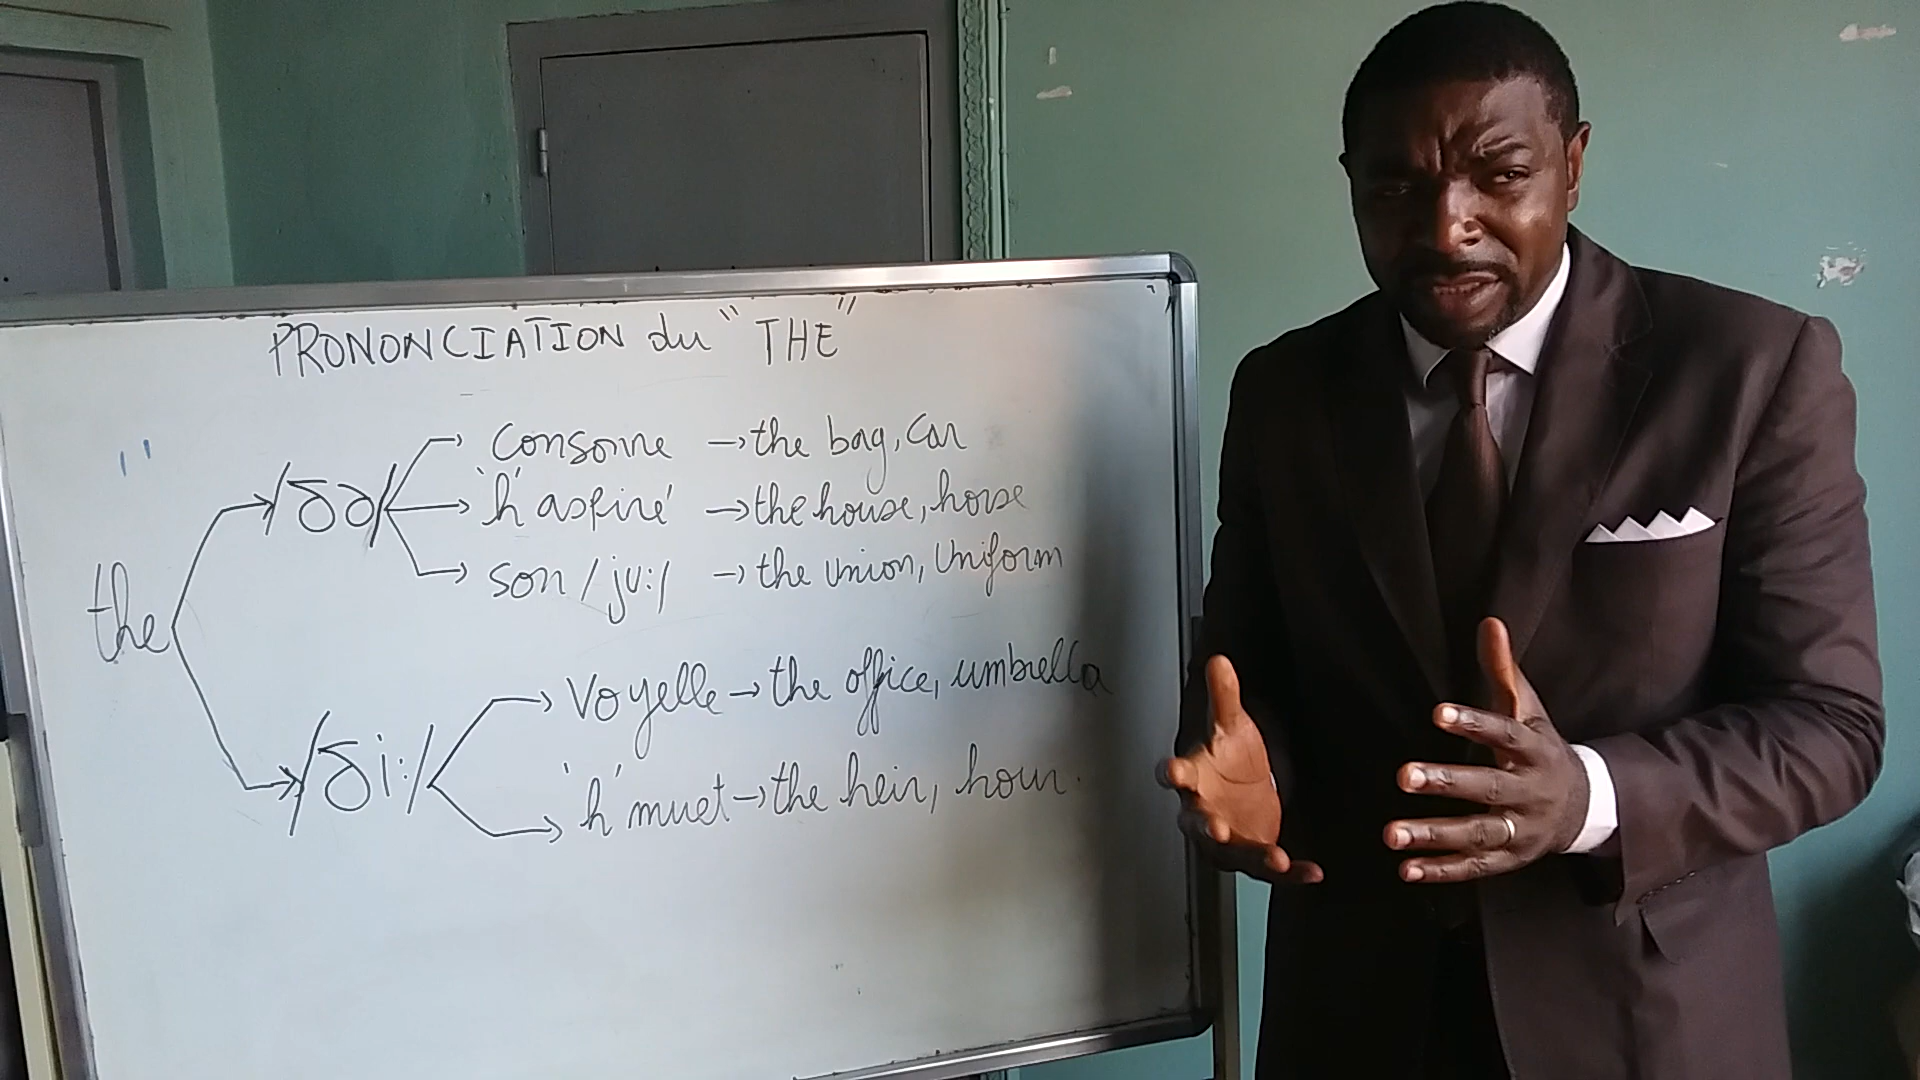 PRONONCIATION du "THE"
consonne → the bag, car
the /ðə/ 'h' aspiré → the house, horse
son /ju:/ → the union, Uniform
voyelle → the office, umbrella
/ði:/ 'h' muet → the heir, hour.